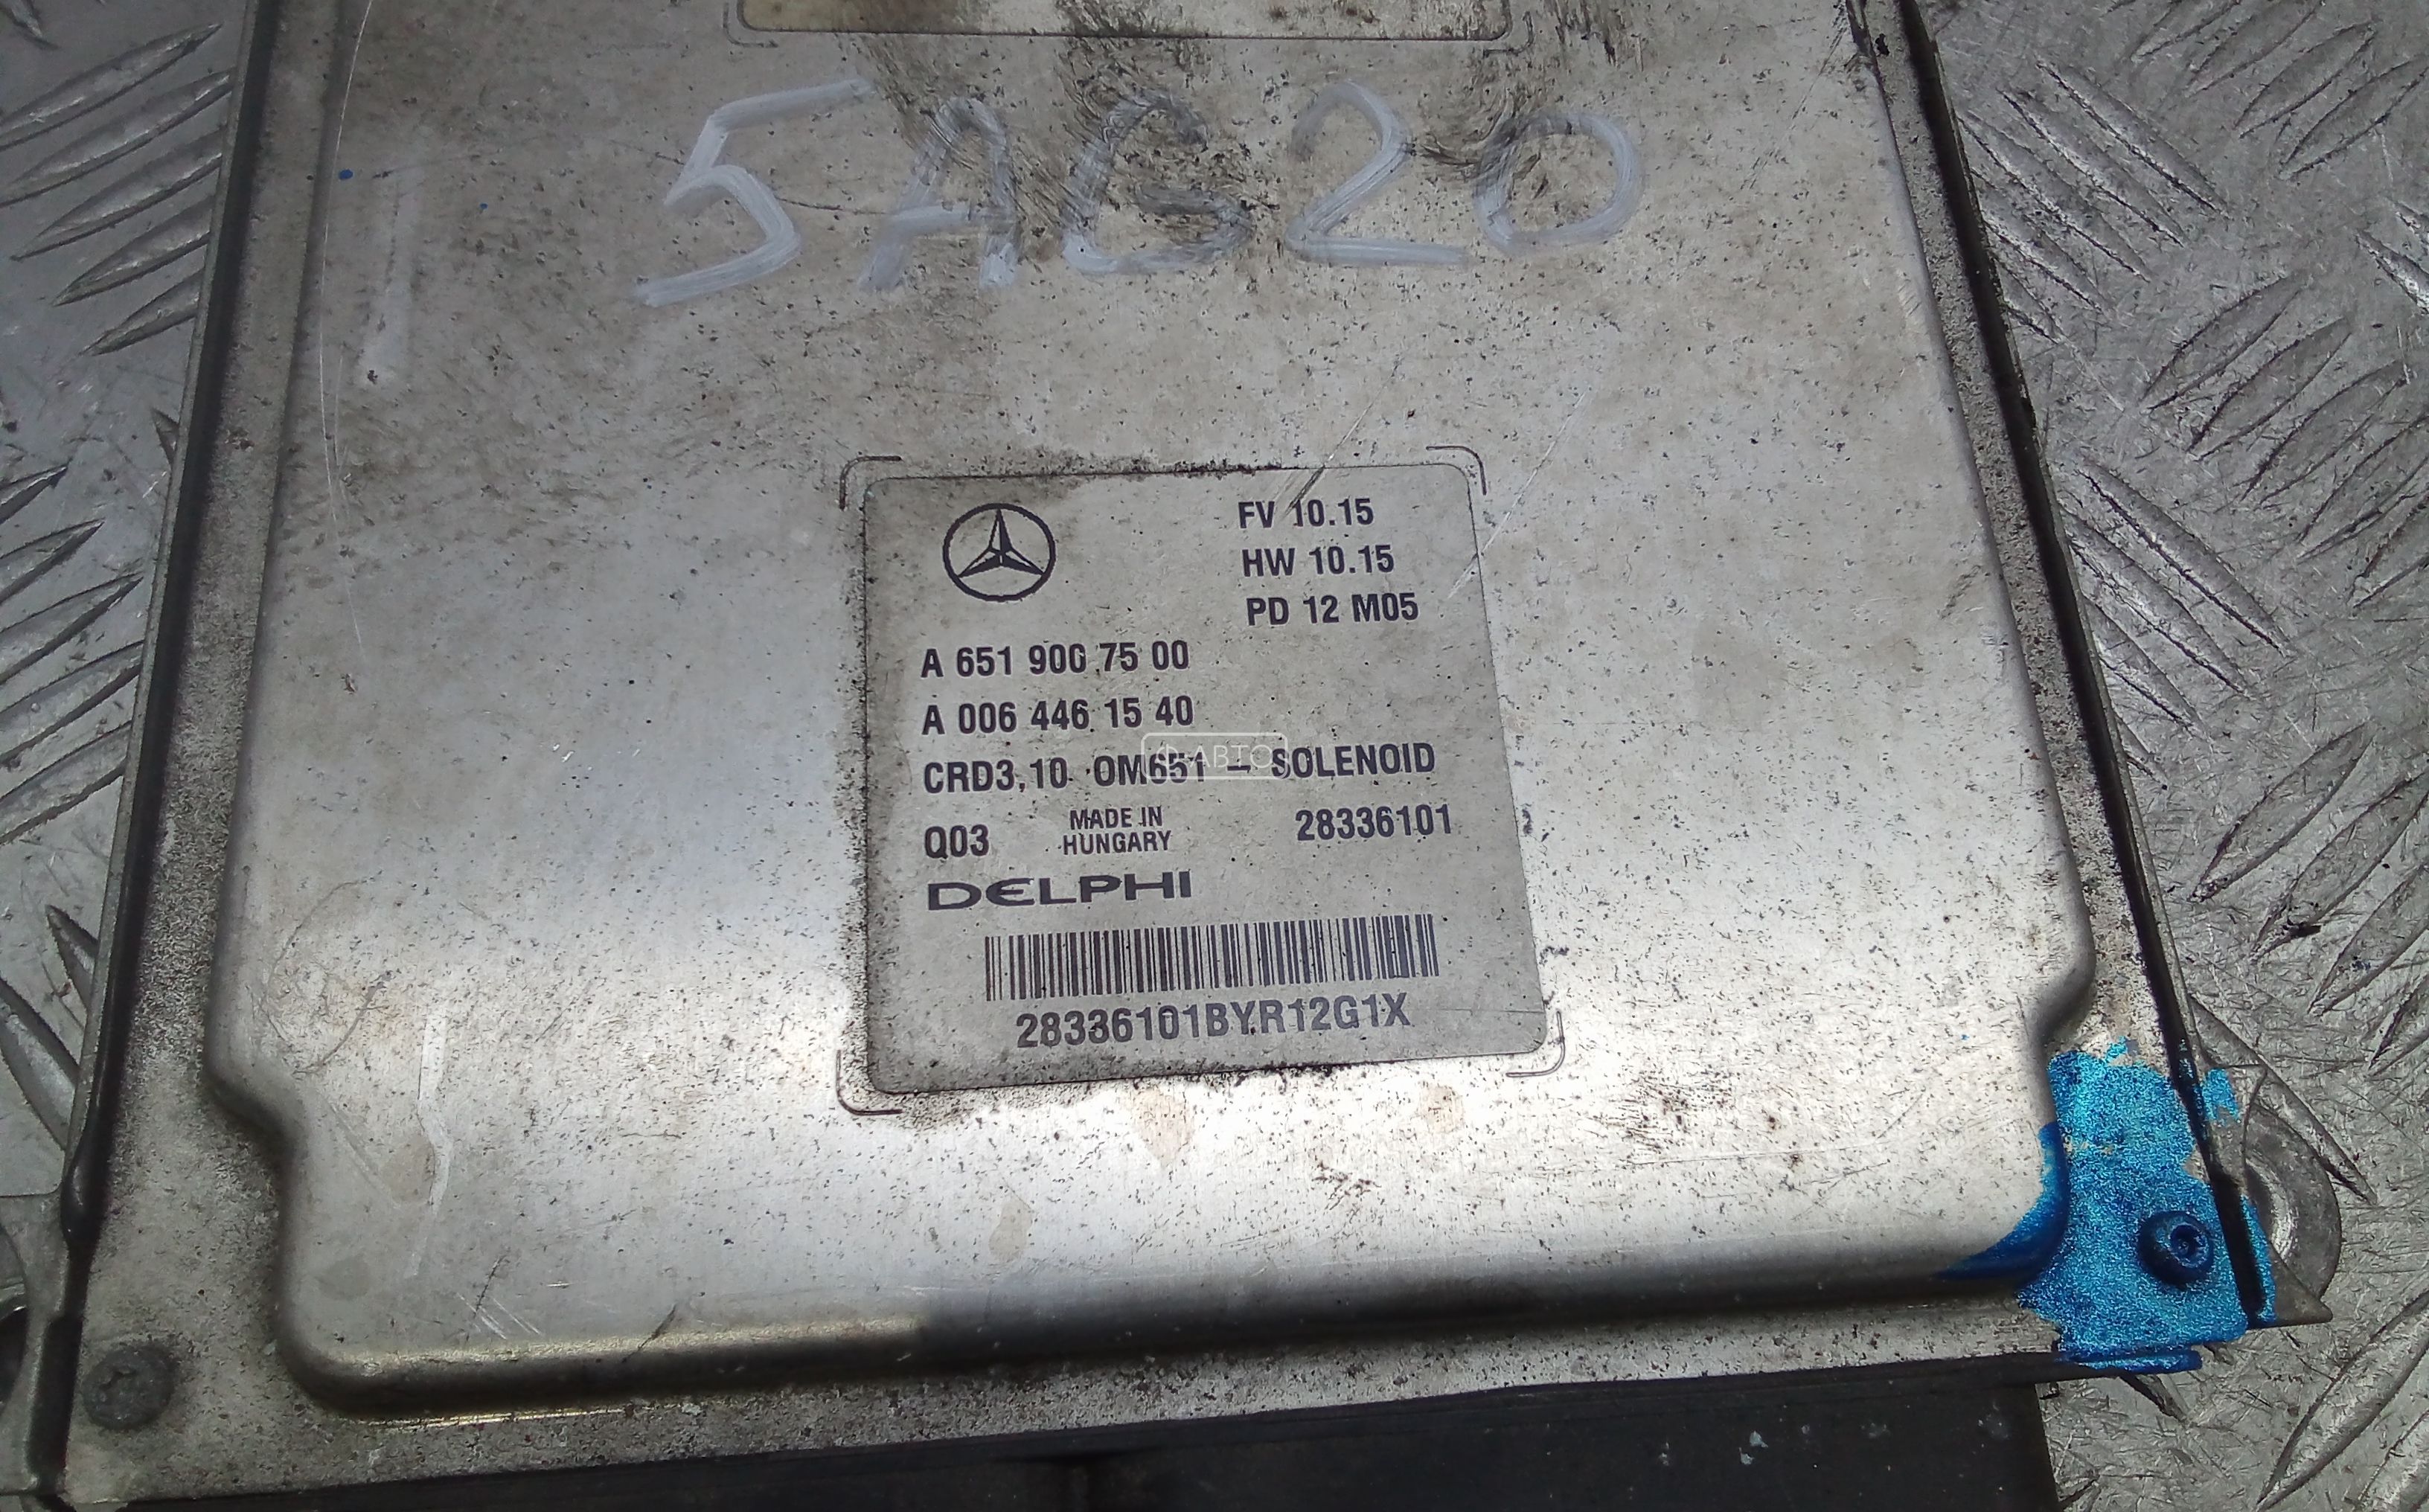 5AG20
FV 10.15
HW 10.15
PD 12 M05
A 651 900 75 00
A 006 446 15 40
CRD3,10 OM651 – SOLENOID
АВТО
Q03 MADE IN HUNGARY 28336101
DELPHI
28336101BYR12G1X